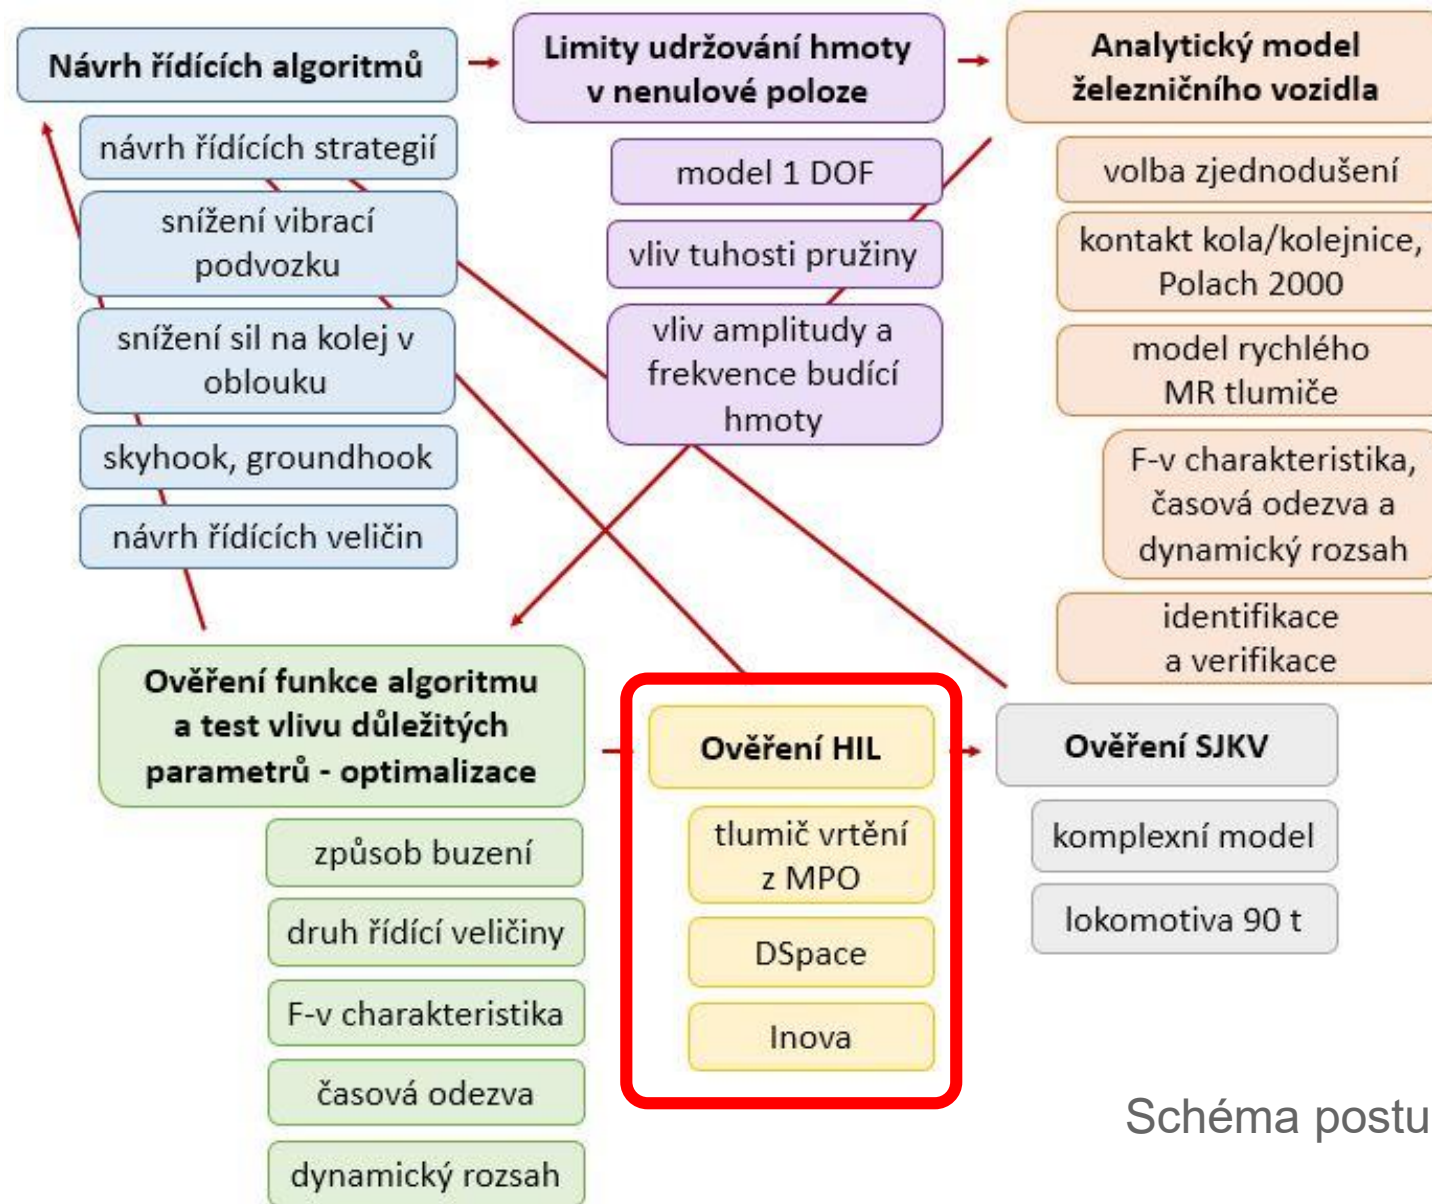 Návrh řídících algoritmů
návrh řídících strategií
snížení vibrací
podvozku
snížení sil na kolej v
oblouku
skyhook, groundhook
návrh řídících veličin
Limity udržování hmoty
v nenulové poloze
model 1 DOF
vliv tuhosti pružiny
vliv amplitudy a
frekvence budící
hmoty
Analytický model
železničního vozidla
volba zjednodušení
kontakt kola/kolejnice,
Polach 2000
model rychlého
MR tlumiče
F-v charakteristika,
časová odezva a
dynamický rozsah
identifikace
a verifikace
Ověření funkce algoritmu
a test vlivu důležitých
parametrů - optimalizace
způsob buzení
druh řídící veličiny
F-v charakteristika
časová odezva
dynamický rozsah
Ověření HIL
tlumič vrtění
z MPO
DSpace
Inova
Ověření SJKV
komplexní model
lokomotiva 90 t
Schéma postu